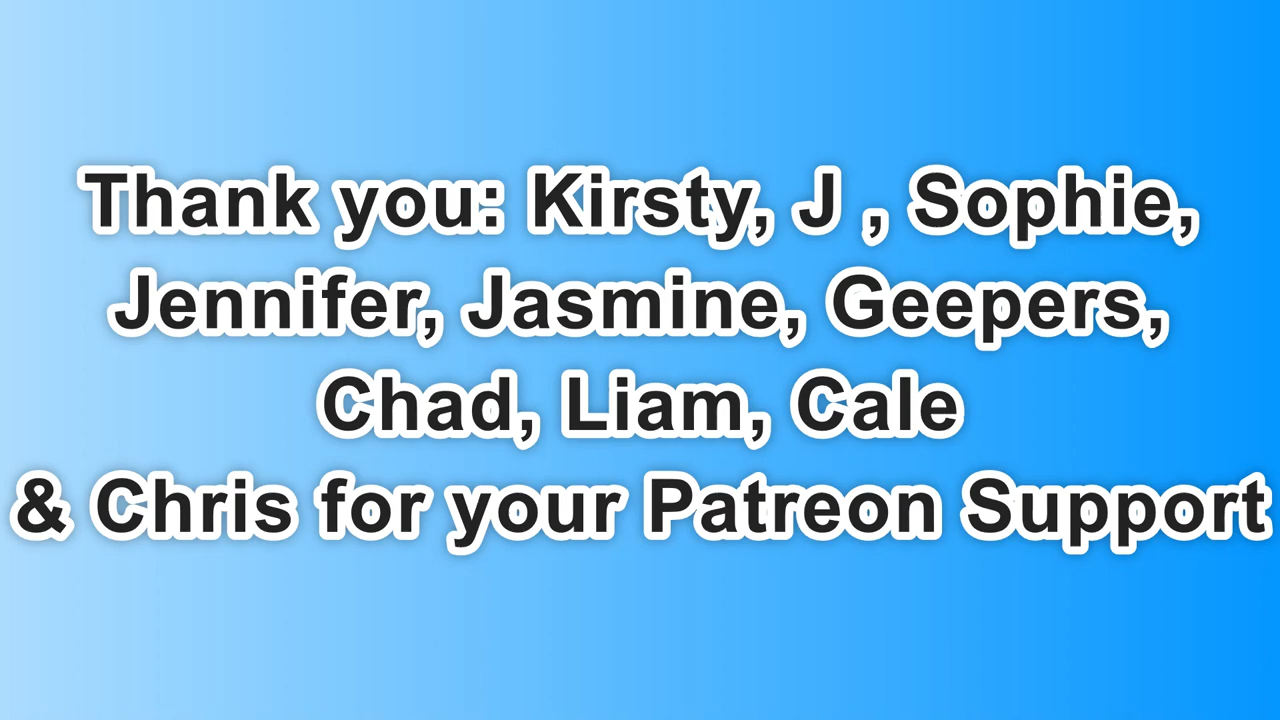 Thank you: Kirsty, J , Sophie,
Jennifer, Jasmine, Geepers,
Chad, Liam, Cale
& Chris for your Patreon Support